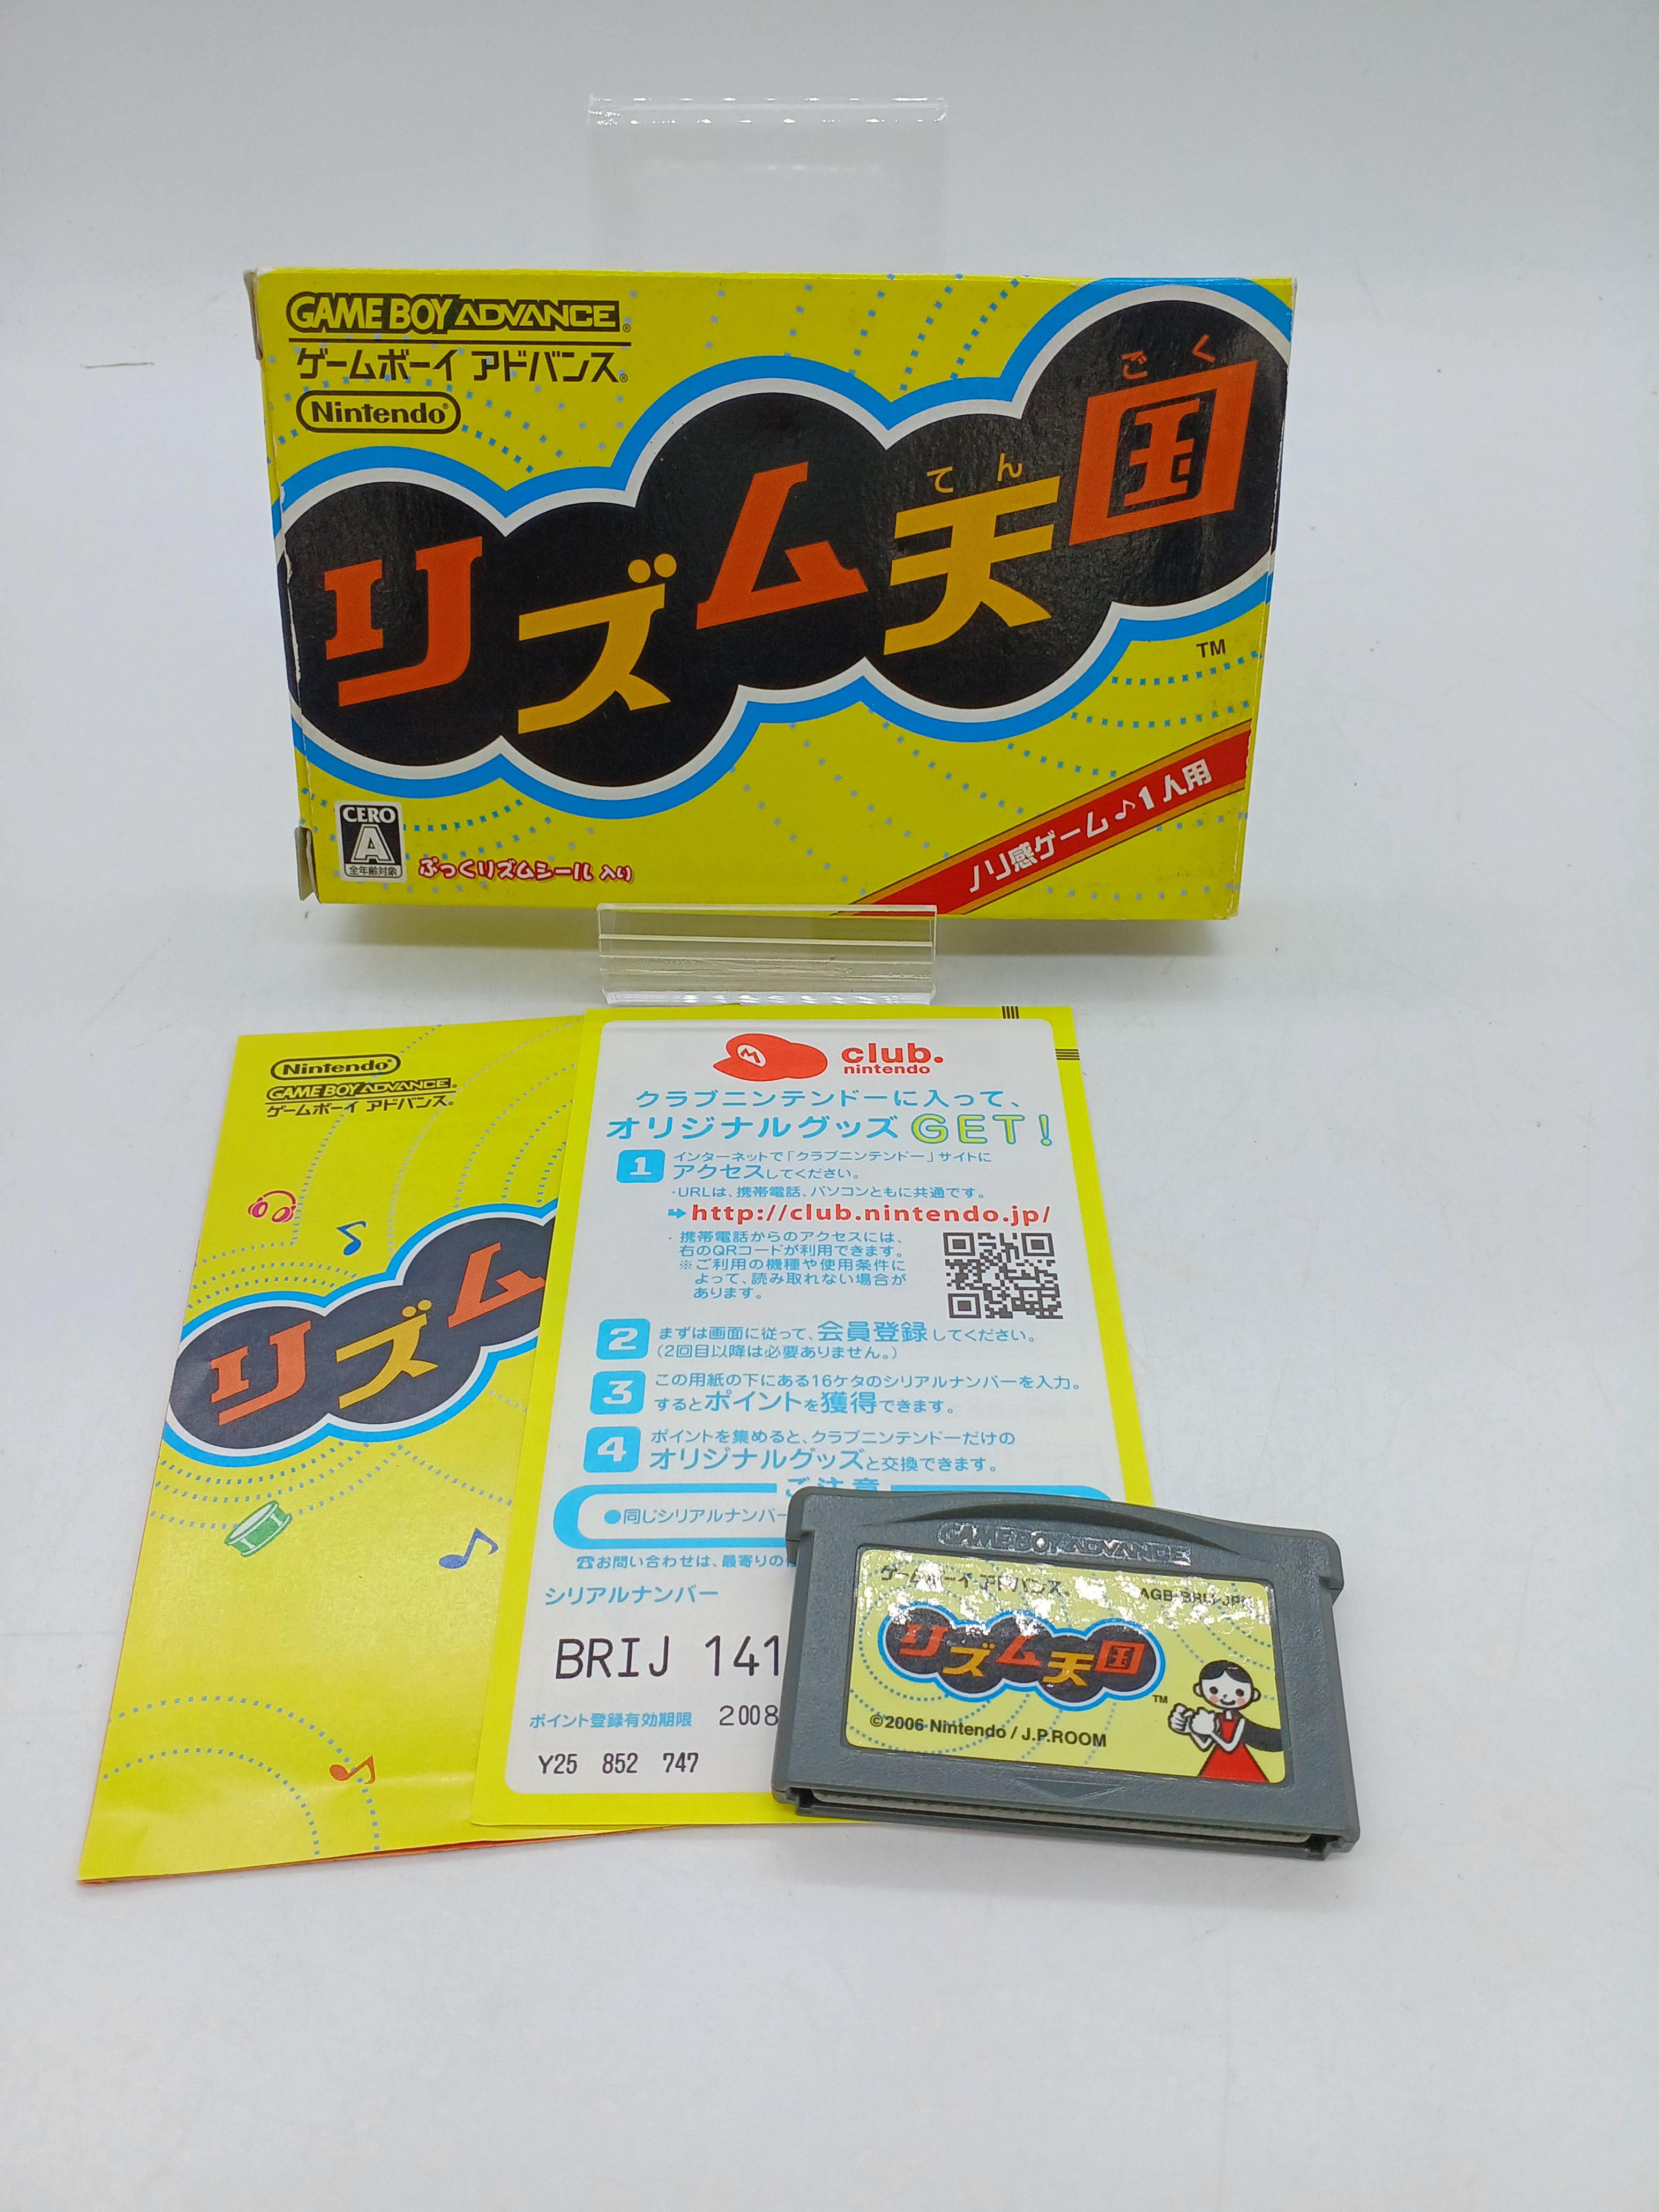 GAME BOY ADVANCE®
ゲームボーイ アドバンス®
Nintendo®
ごく
てん
リズム天国
TM
ノリ感ゲーム♪1人用
CERO
A
全年齢対象
ぷっくリズムシール 入り
Nintendo®
GAME BOY ADVANCE®
ゲームボーイ アドバンス®
リズム
M
club.
nintendo
クラブニンテンドーに入って、
オリジナルグッズ GET!
1 インターネットで「クラブニンテンドー」サイトに
アクセスしてください。
・URLは、携帯電話、パソコンともに共通です。
http://club.nintendo.jp/
・携帯電話からのアクセスには、
右のQRコードが利用できます。
※ご利用の機種や使用条件に
よって、読み取れない場合が
あります。
2 まずは画面に従って、会員登録してください。
(2回目以降は必要ありません。)
3 この用紙の下にある16ケタのシリアルナンバーを入力。
するとポイントを獲得できます。
4 ポイントを集めると、クラブニンテンドーだけの
オリジナルグッズと交換できます。
ご注意
●同じシリアルナンバー
☎お問い合わせは、最寄りの
シリアルナンバー
BRIJ 141
ポイント登録有効期限 2008
Y25 852 747
GAME BOY ADVANCE
ゲームボーイ アドバンス
AGB-BRIJ-JPN
リズム天国
TM
©2006 Nintendo / J.P.ROOM